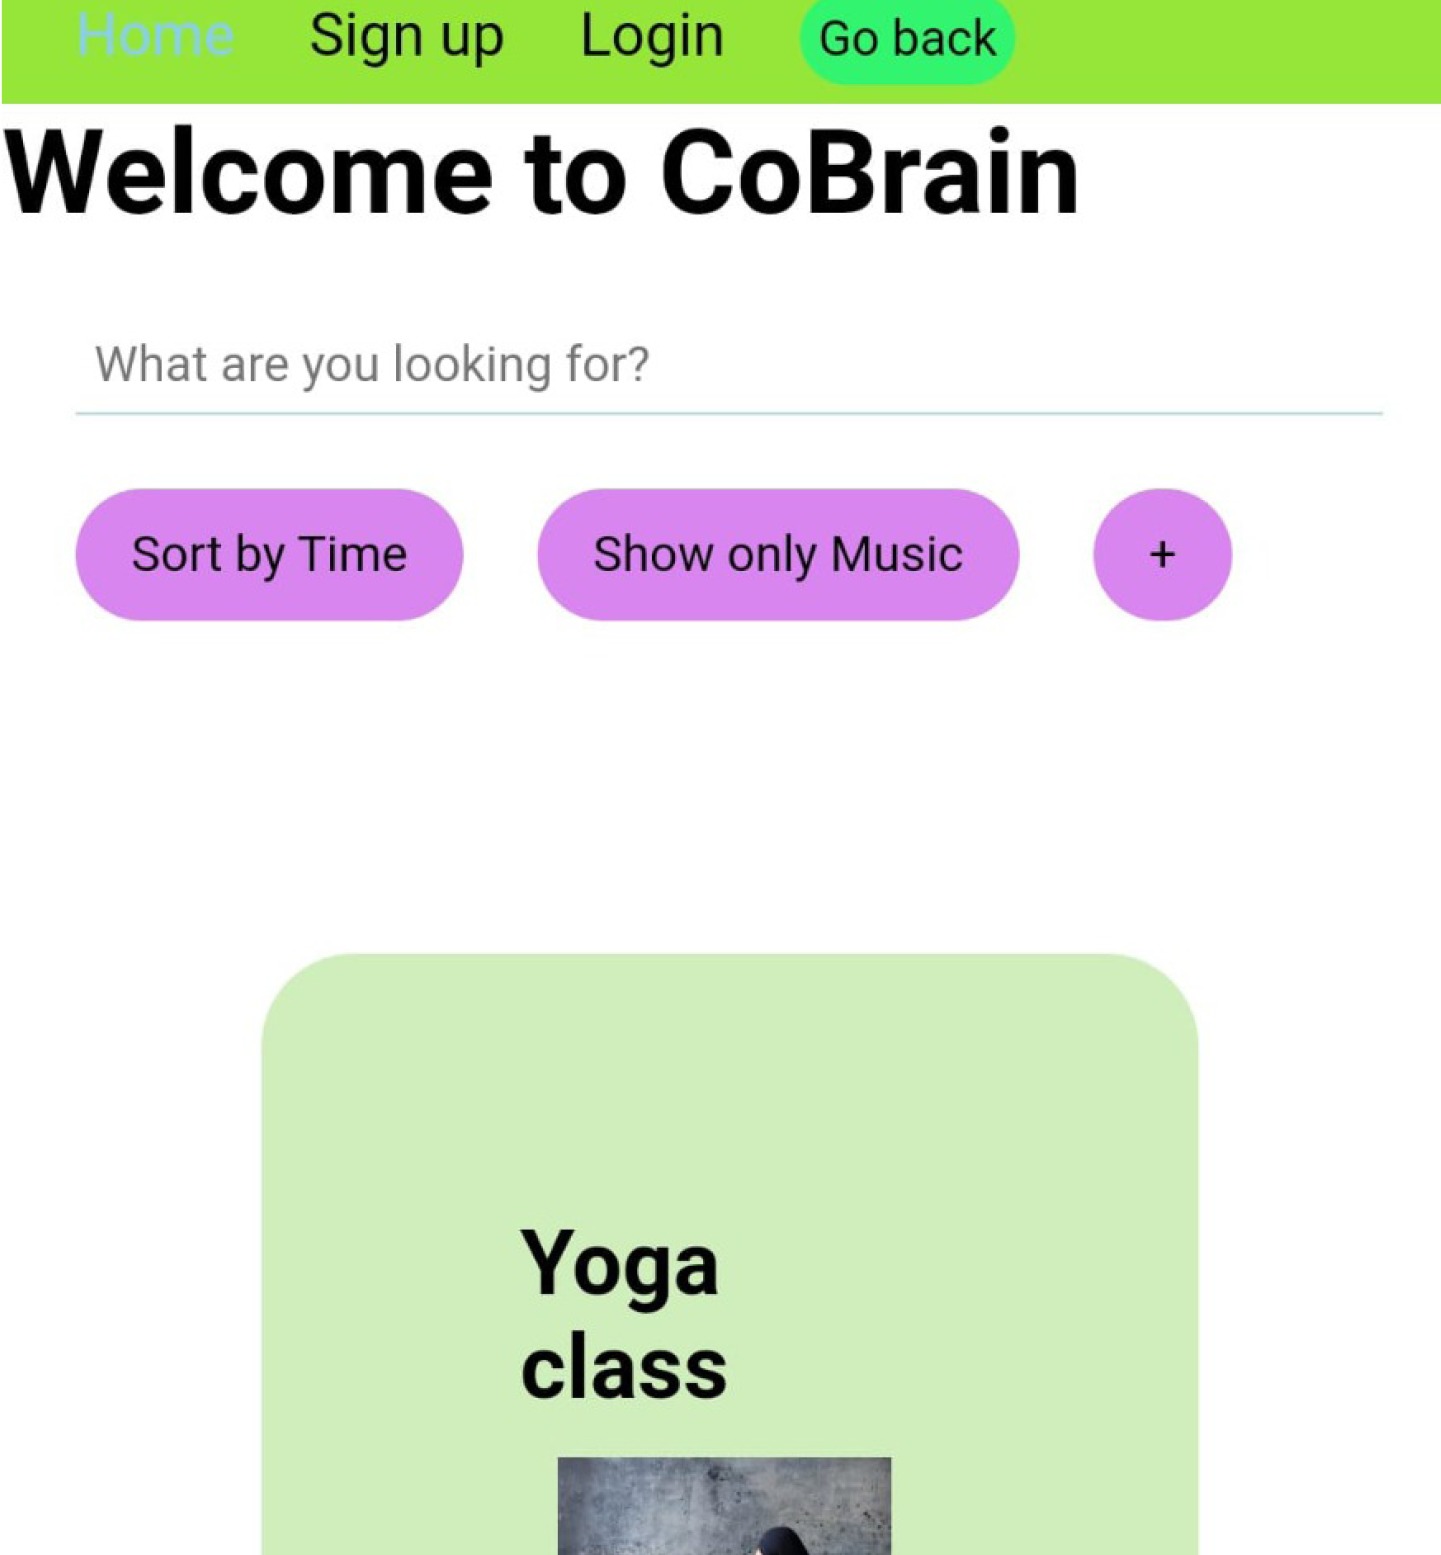 Home Sign up Login Go back
Welcome to CoBrain
What are you looking for?
Sort by Time Show only Music +
Yoga
class